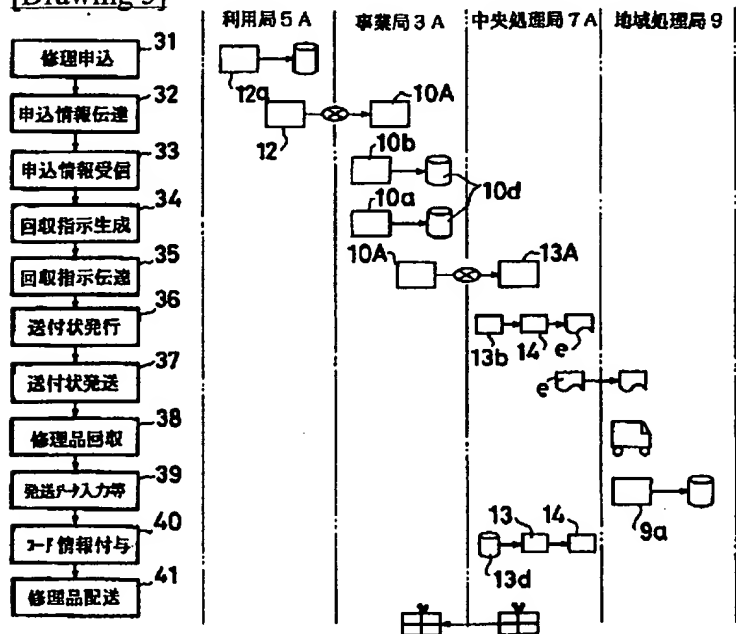 [Drawing 5]
利用局5A
事業局3A
中央処理局7A
地域処理局9
修理申込
31
申込情報伝達
32
申込情報受信
33
回収指示生成
34
回収指示伝達
35
送付状発行
36
送付状発送
37
修理品回収
38
発送データ入力等
39
コード情報付与
40
修理品配送
41
12a
12
10A
10b
10d
10a
10A
13A
13b
14
e
e
9a
13
14
13d